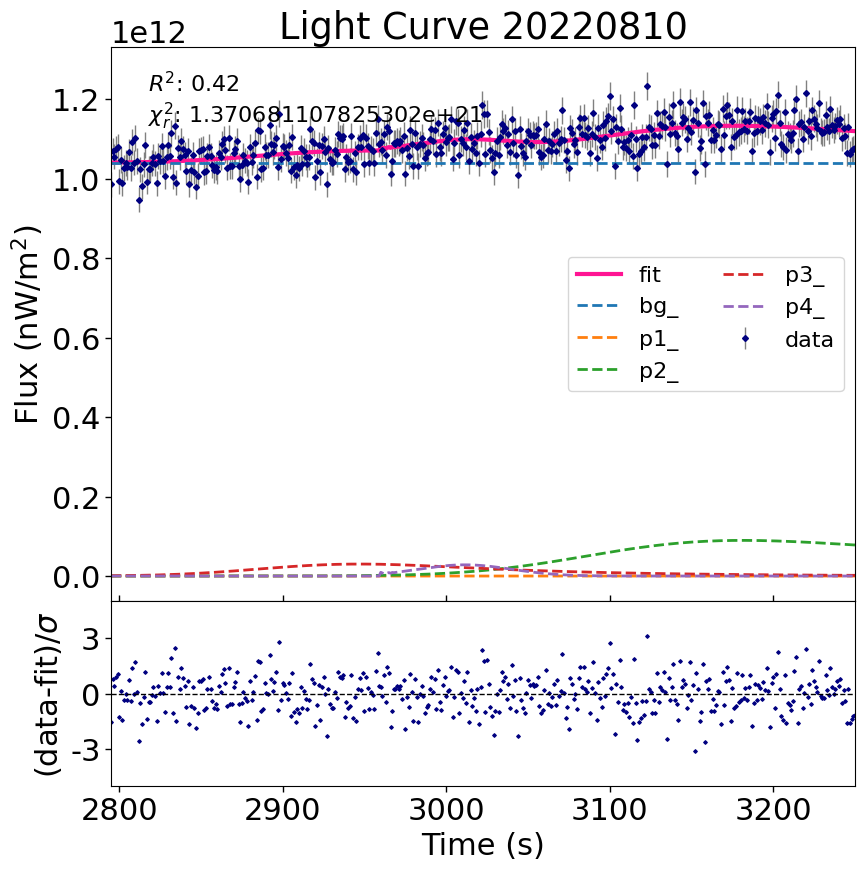 Light Curve 20220810
1e12
R²: 0.42
χ²ᵣ: 1.370681107825302e+21
1.2
1.0
0.8
0.6
0.4
0.2
0.0
Flux (nW/m²)
fit
bg_
p1_
p2_
p3_
p4_
data
3
0
-3
(data-fit)/σ
2800
2900
3000
3100
3200
Time (s)